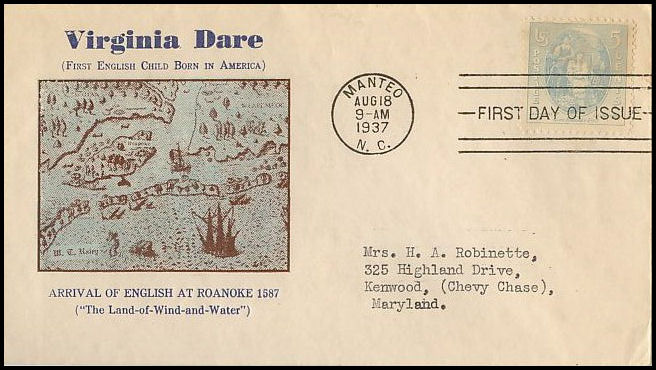 Virginia Dare
(FIRST ENGLISH CHILD BORN IN AMERICA)
W. T. Raley
ARRIVAL OF ENGLISH AT ROANOKE 1587
("The Land-of-Wind-and-Water")
MANTEO
AUG 18
9-AM
1937
N. C.
FIRST DAY OF ISSUE
5
Mrs. H. A. Robinette,
325 Highland Drive,
Kenwood, (Chevy Chase),
Maryland.